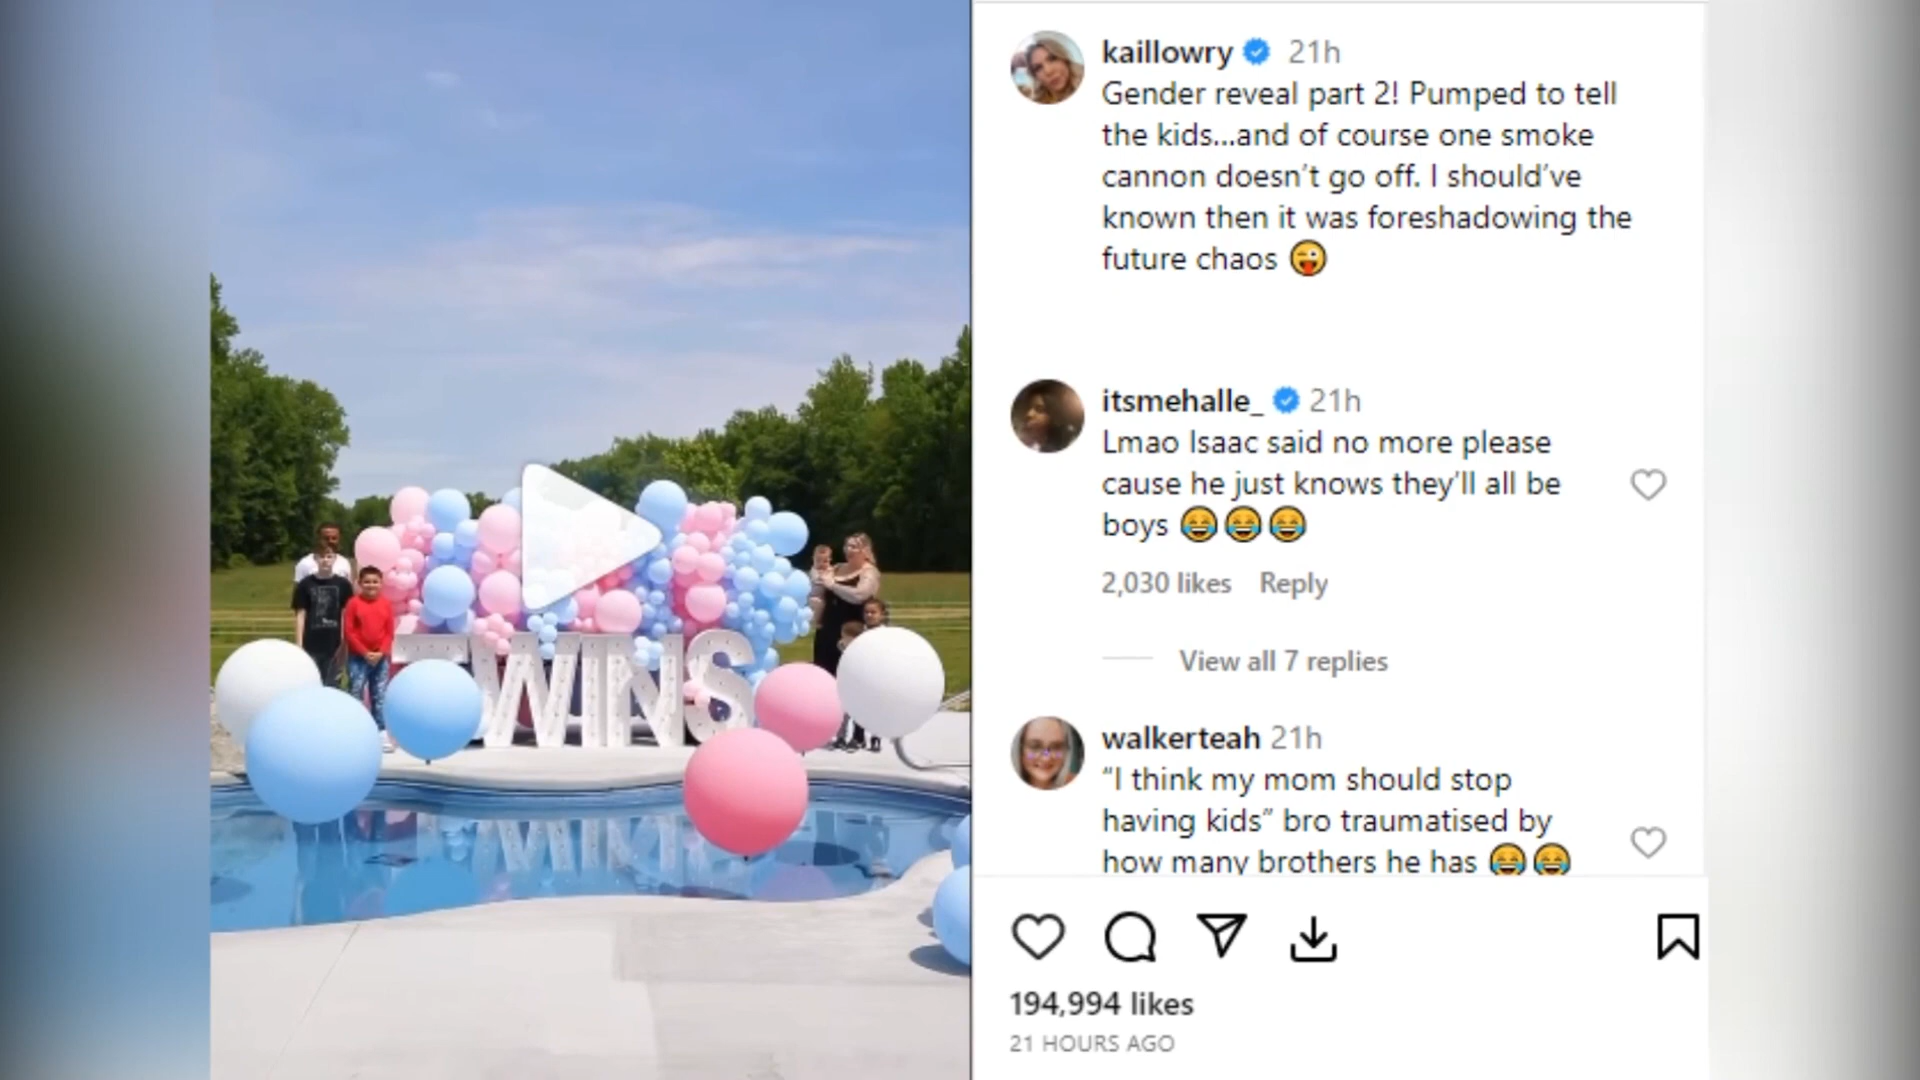 TWINS
kaillowry 21h
Gender reveal part 2! Pumped to tell
the kids...and of course one smoke
cannon doesn't go off. I should've
known then it was foreshadowing the
future chaos 😜
itsmehalle_ 21h
Lmao Isaac said no more please
cause he just knows they'll all be
boys 😂😂😂
2,030 likes Reply
View all 7 replies
walkerteah 21h
“I think my mom should stop
having kids” bro traumatised by
how many brothers he has 😂😂
194,994 likes
21 HOURS AGO